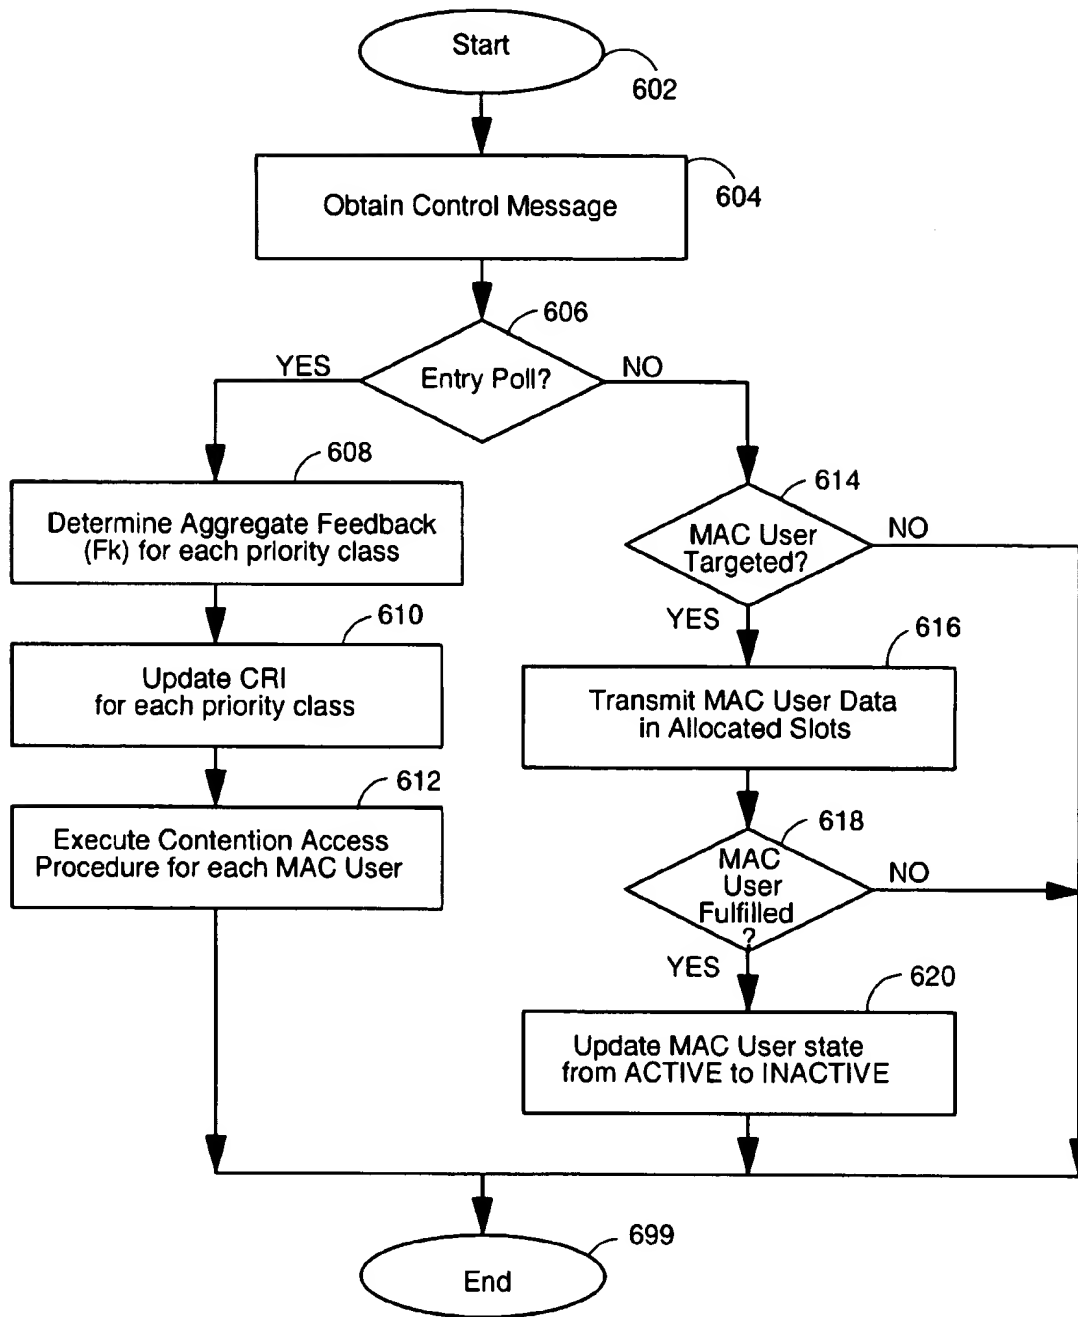 Start
602
Obtain Control Message
604
606
YES
Entry Poll?
NO
608
Determine Aggregate Feedback
(Fk) for each priority class
614
MAC User
Targeted?
NO
YES
610
Update CRI
for each priority class
616
Transmit MAC User Data
in Allocated Slots
612
Execute Contention Access
Procedure for each MAC User
618
MAC
User
Fulfilled
?
NO
YES
620
Update MAC User state
from ACTIVE to INACTIVE
699
End